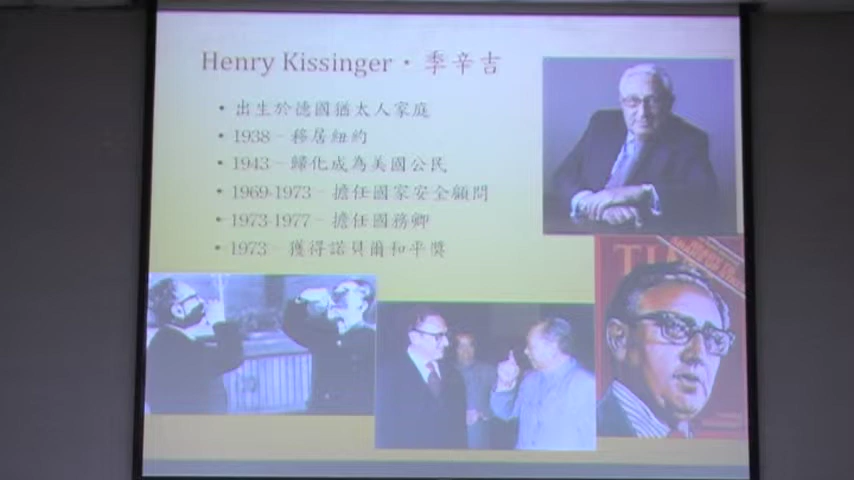 Henry Kissinger · 季辛吉
• 出生於德國猶太人家庭
• 1938 – 移居紐約
• 1943 – 歸化成為美國公民
• 1969-1973 – 擔任國家安全顧問
• 1973-1977 – 擔任國務卿
• 1973 – 獲得諾貝爾和平獎